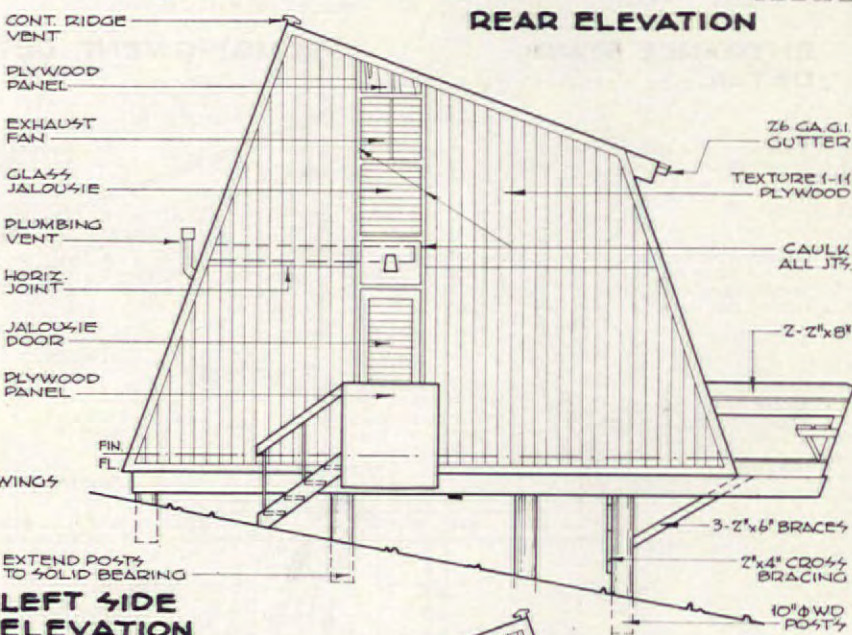 REAR ELEVATION
CONT. RIDGE
VENT
PLYWOOD
PANEL
EXHAUST
FAN
GLASS
JALOUSIE
PLUMBING
VENT
HORIZ.
JOINT
JALOUSIE
DOOR
PLYWOOD
PANEL
FIN.
FL.
WINGS
EXTEND POSTS
TO SOLID BEARING
LEFT SIDE
ELEVATION
26 GA.G.I.
GUTTER
TEXTURE 1-11
PLYWOOD
CAULK
ALL JTS.
2-2"x8"
3-2"x6" BRACES
2"x4" CROSS
BRACING
10"φ WD
POSTS